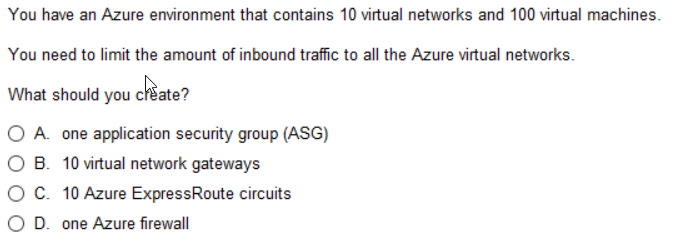 You have an Azure environment that contains 10 virtual networks and 100 virtual machines.
You need to limit the amount of inbound traffic to all the Azure virtual networks.
What should you create?
A. one application security group (ASG)
B. 10 virtual network gateways
C. 10 Azure ExpressRoute circuits
D. one Azure firewall